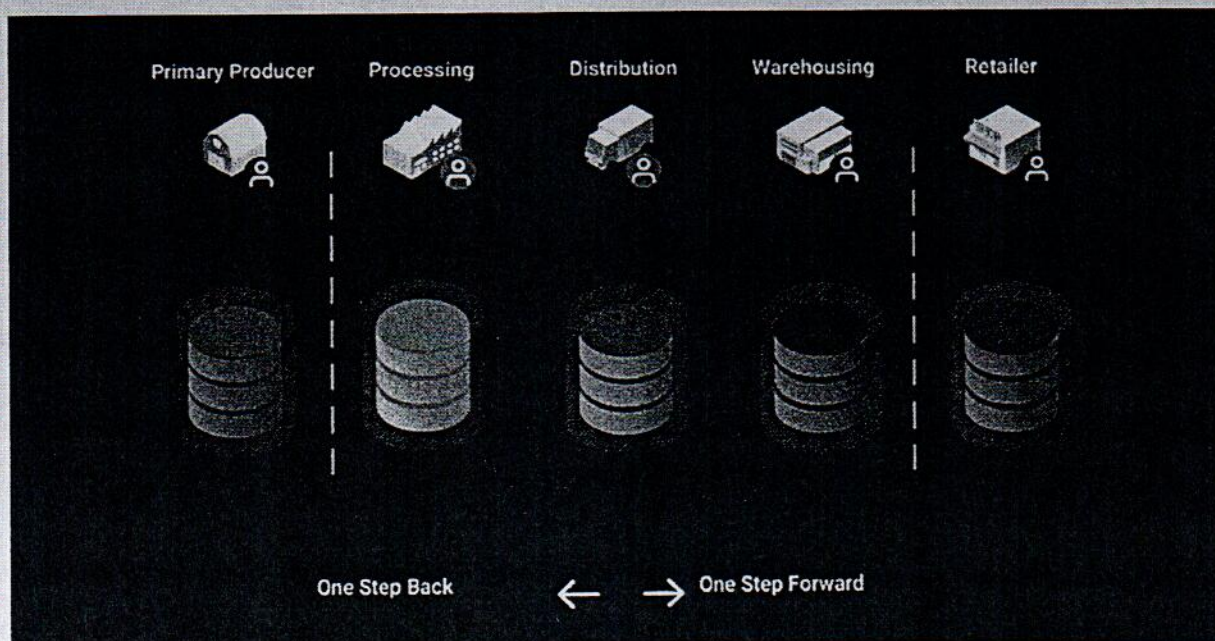 Primary Producer
Processing
Distribution
Warehousing
Retailer
One Step Back
One Step Forward